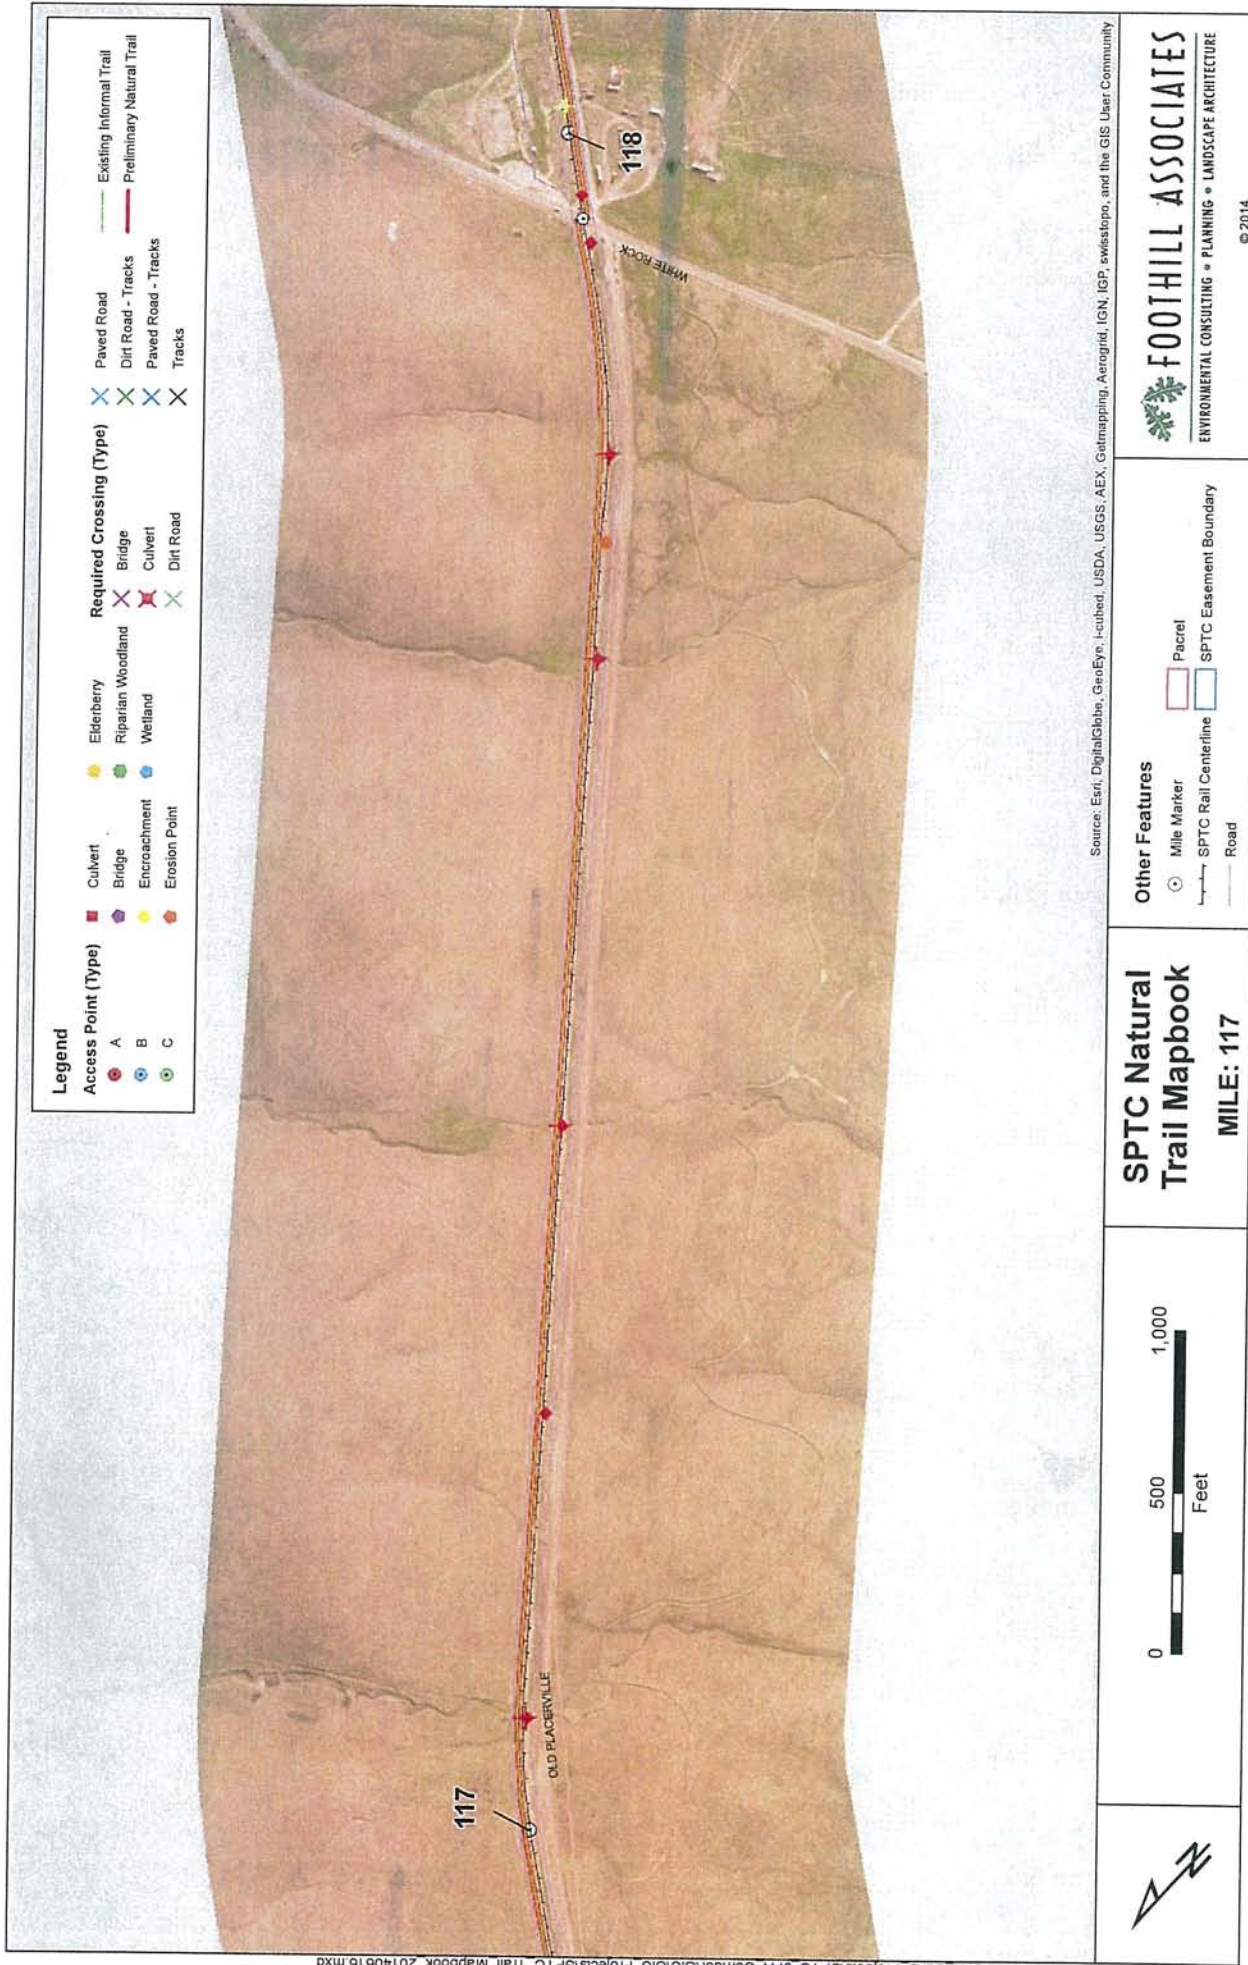 Legend
Access Point (Type)
A
B
C
Culvert
Bridge
Encroachment
Erosion Point
Elderberry
Riparian Woodland
Wetland
Required Crossing (Type)
Bridge
Culvert
Dirt Road
Paved Road
Dirt Road - Tracks
Paved Road - Tracks
Tracks
Existing Informal Trail
Preliminary Natural Trail
117
OLD PLACERVILLE
WHITE ROCK
118
Source: Esri, DigitalGlobe, GeoEye, i-cubed, USDA, USGS, AEX, Getmapping, Aerogrid, IGN, IGP, swisstopo, and the GIS User Community
N
0 500 1,000
Feet
SPTC Natural
Trail Mapbook
MILE: 117
Other Features
Mile Marker
SPTC Rail Centerline
Road
Pacrel
SPTC Easement Boundary
FOOTHILL ASSOCIATES
ENVIRONMENTAL CONSULTING • PLANNING • LANDSCAPE ARCHITECTURE
© 2014